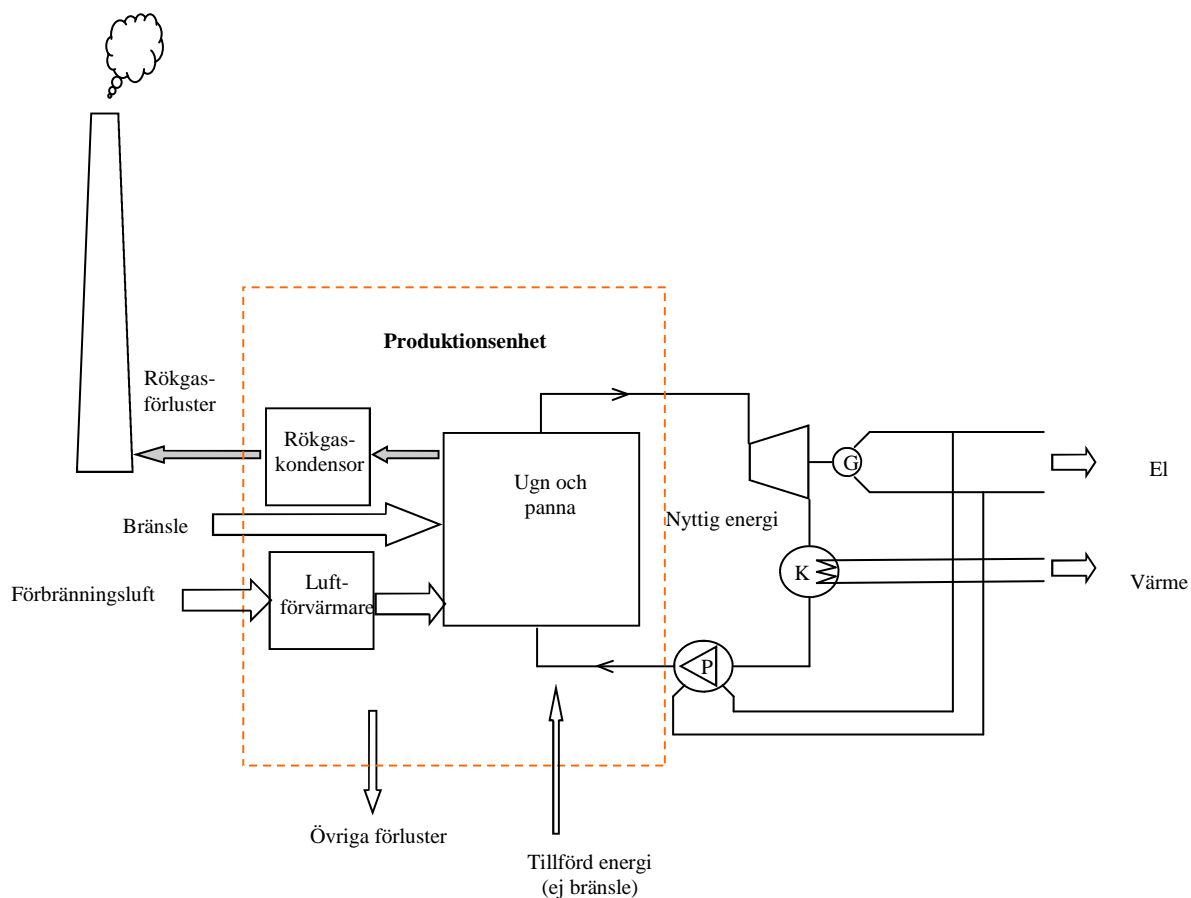 Produktionsenhet
Rökgas-
förluster
Rökgas-
kondensor
Ugn och
panna
G
El
Nyttig energi
Bränsle
K
Värme
Förbränningsluft
Luft-
förvärmare
P
Övriga förluster
Tillförd energi
(ej bränsle)